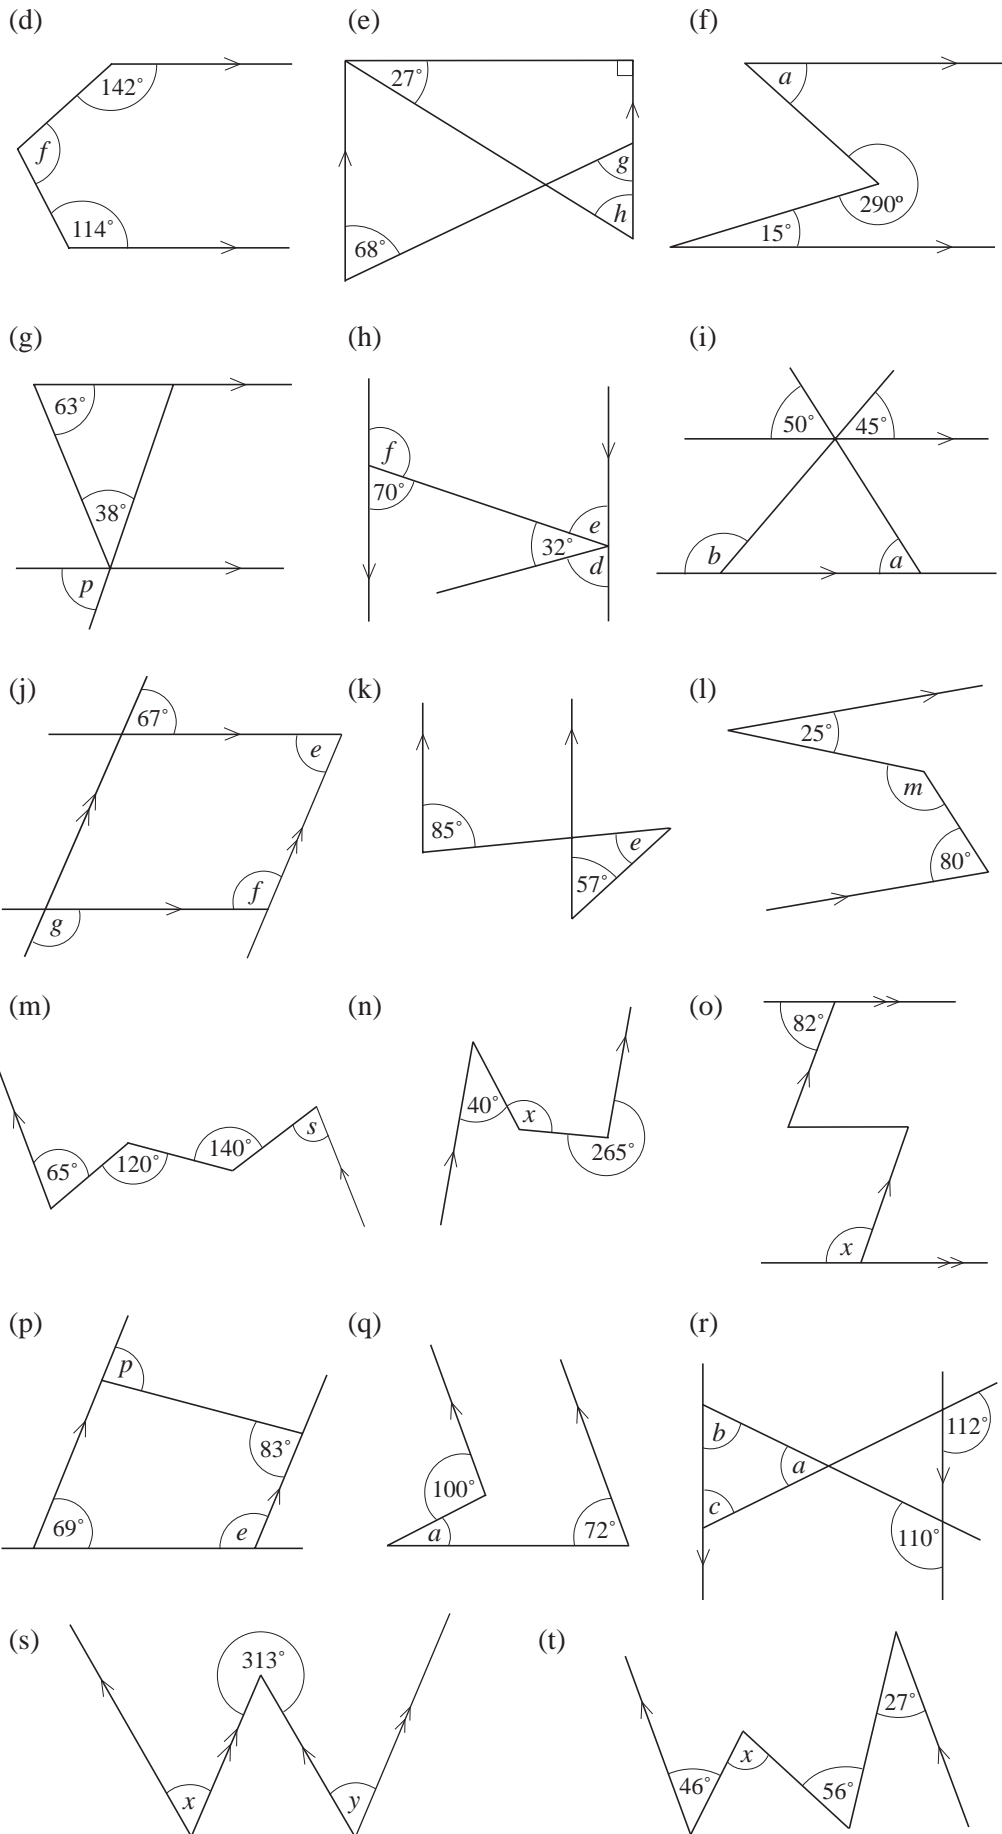 (d) (e) (f)
142° 27° a
f g 290º
114° 68° h 15°
(g) (h) (i)
63° f 50° 45°
38° 70° e
p 32° d b a
(j) (k) (l)
67° 25°
e 85° e m
f 57° 80°
g
(m) (n) (o)
82°
40° x
65° 120° 140° s 265°
x
(p) (q) (r)
p b 112°
83° 100° a
69° e a 72° c 110°
(s) (t)
313°
27°
x y 46° x 56°